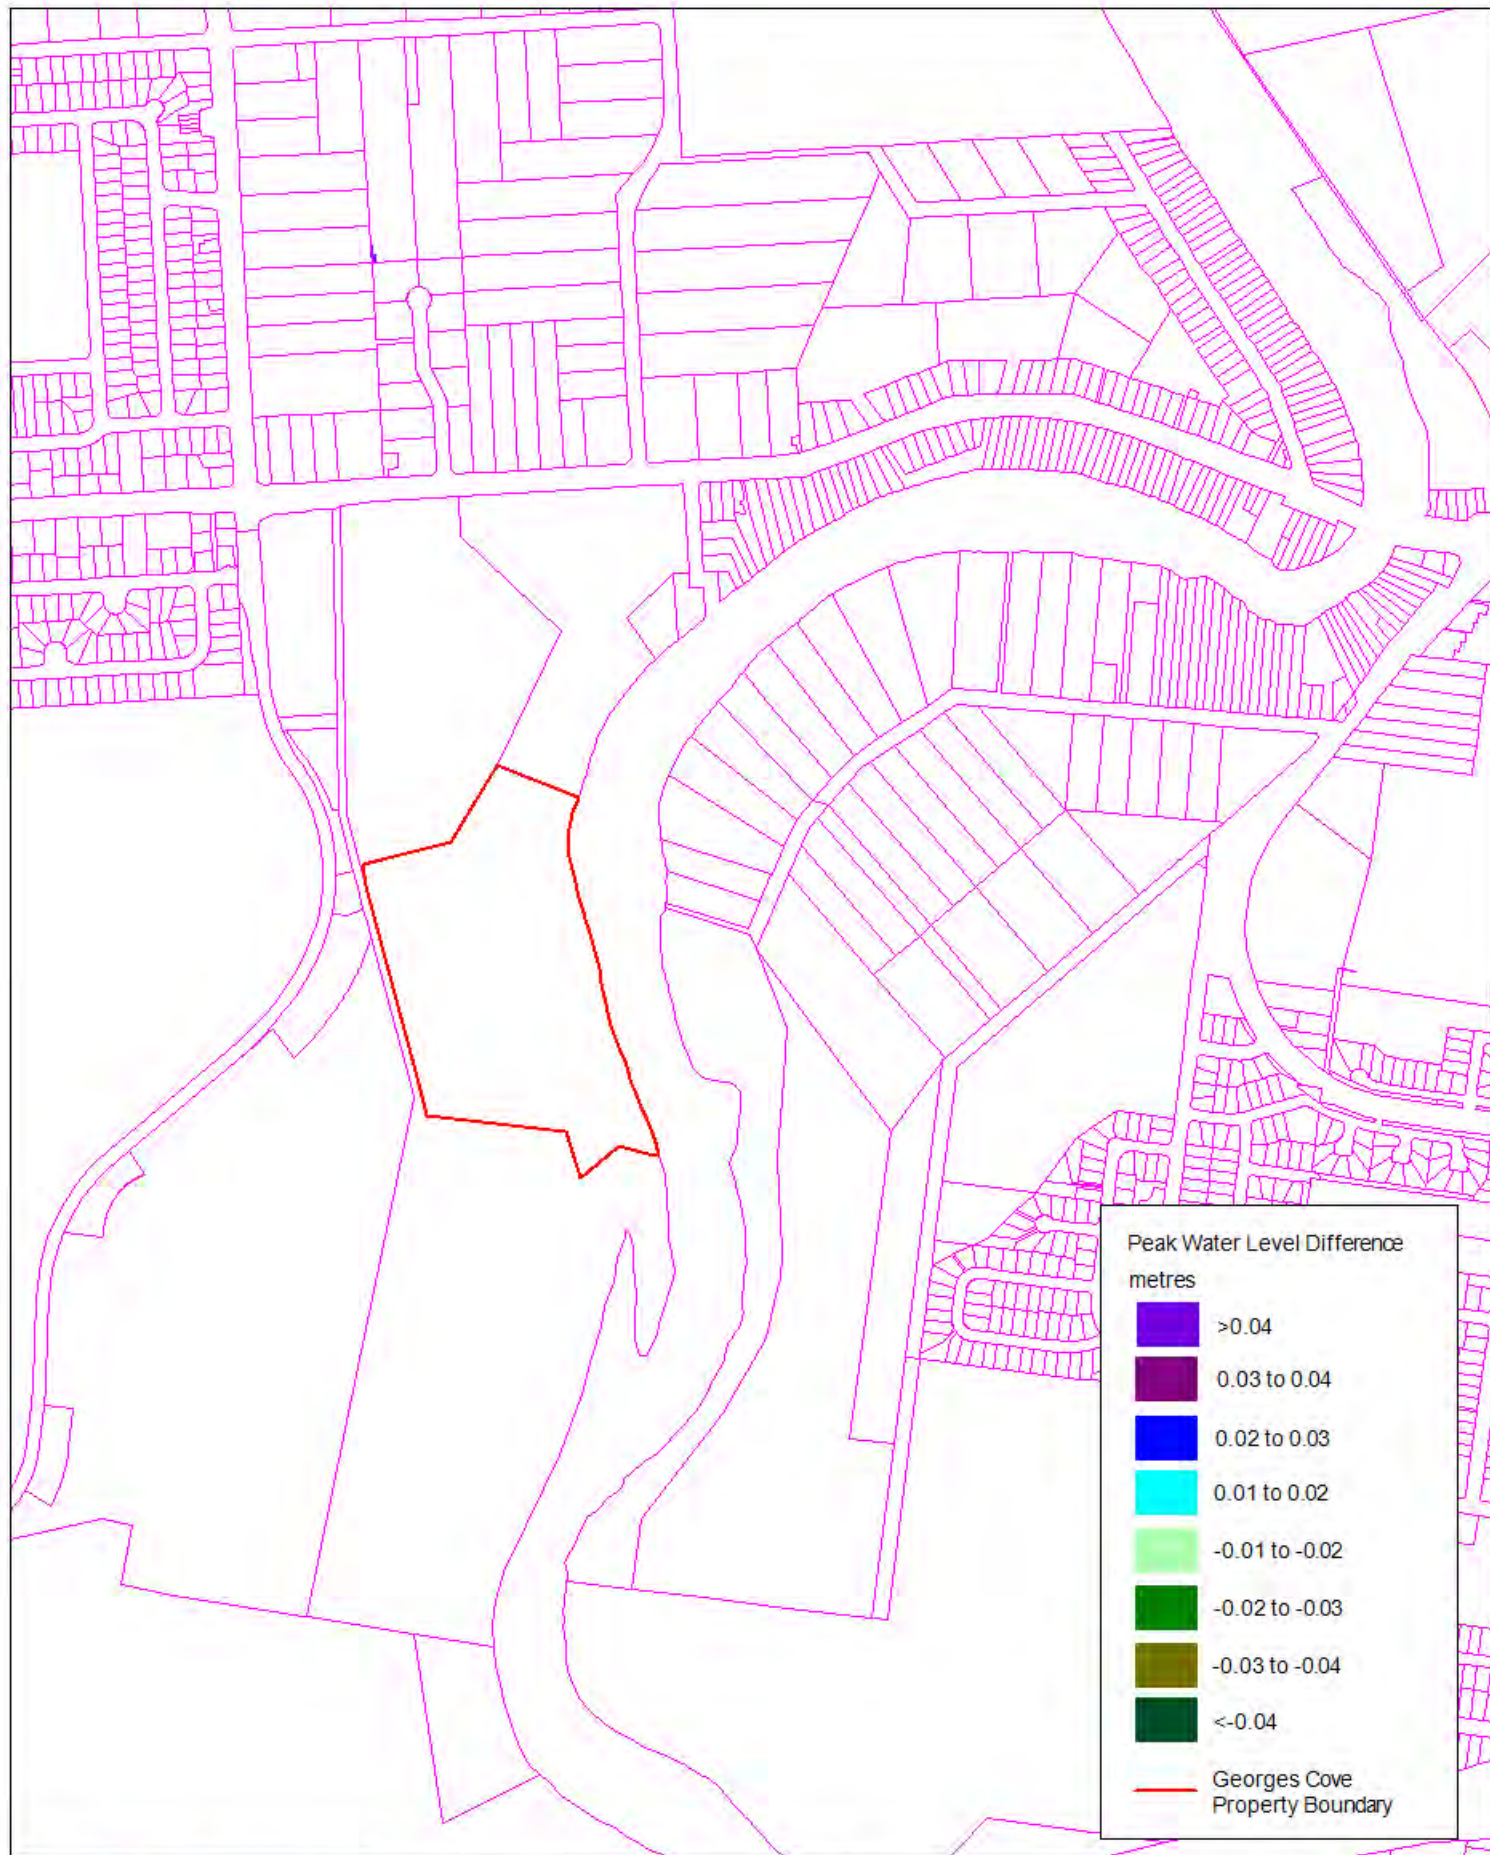 Peak Water Level Difference
metres
>0.04
0.03 to 0.04
0.02 to 0.03
0.01 to 0.02
-0.01 to -0.02
-0.02 to -0.03
-0.03 to -0.04
<-0.04
Georges Cove
Property Boundary